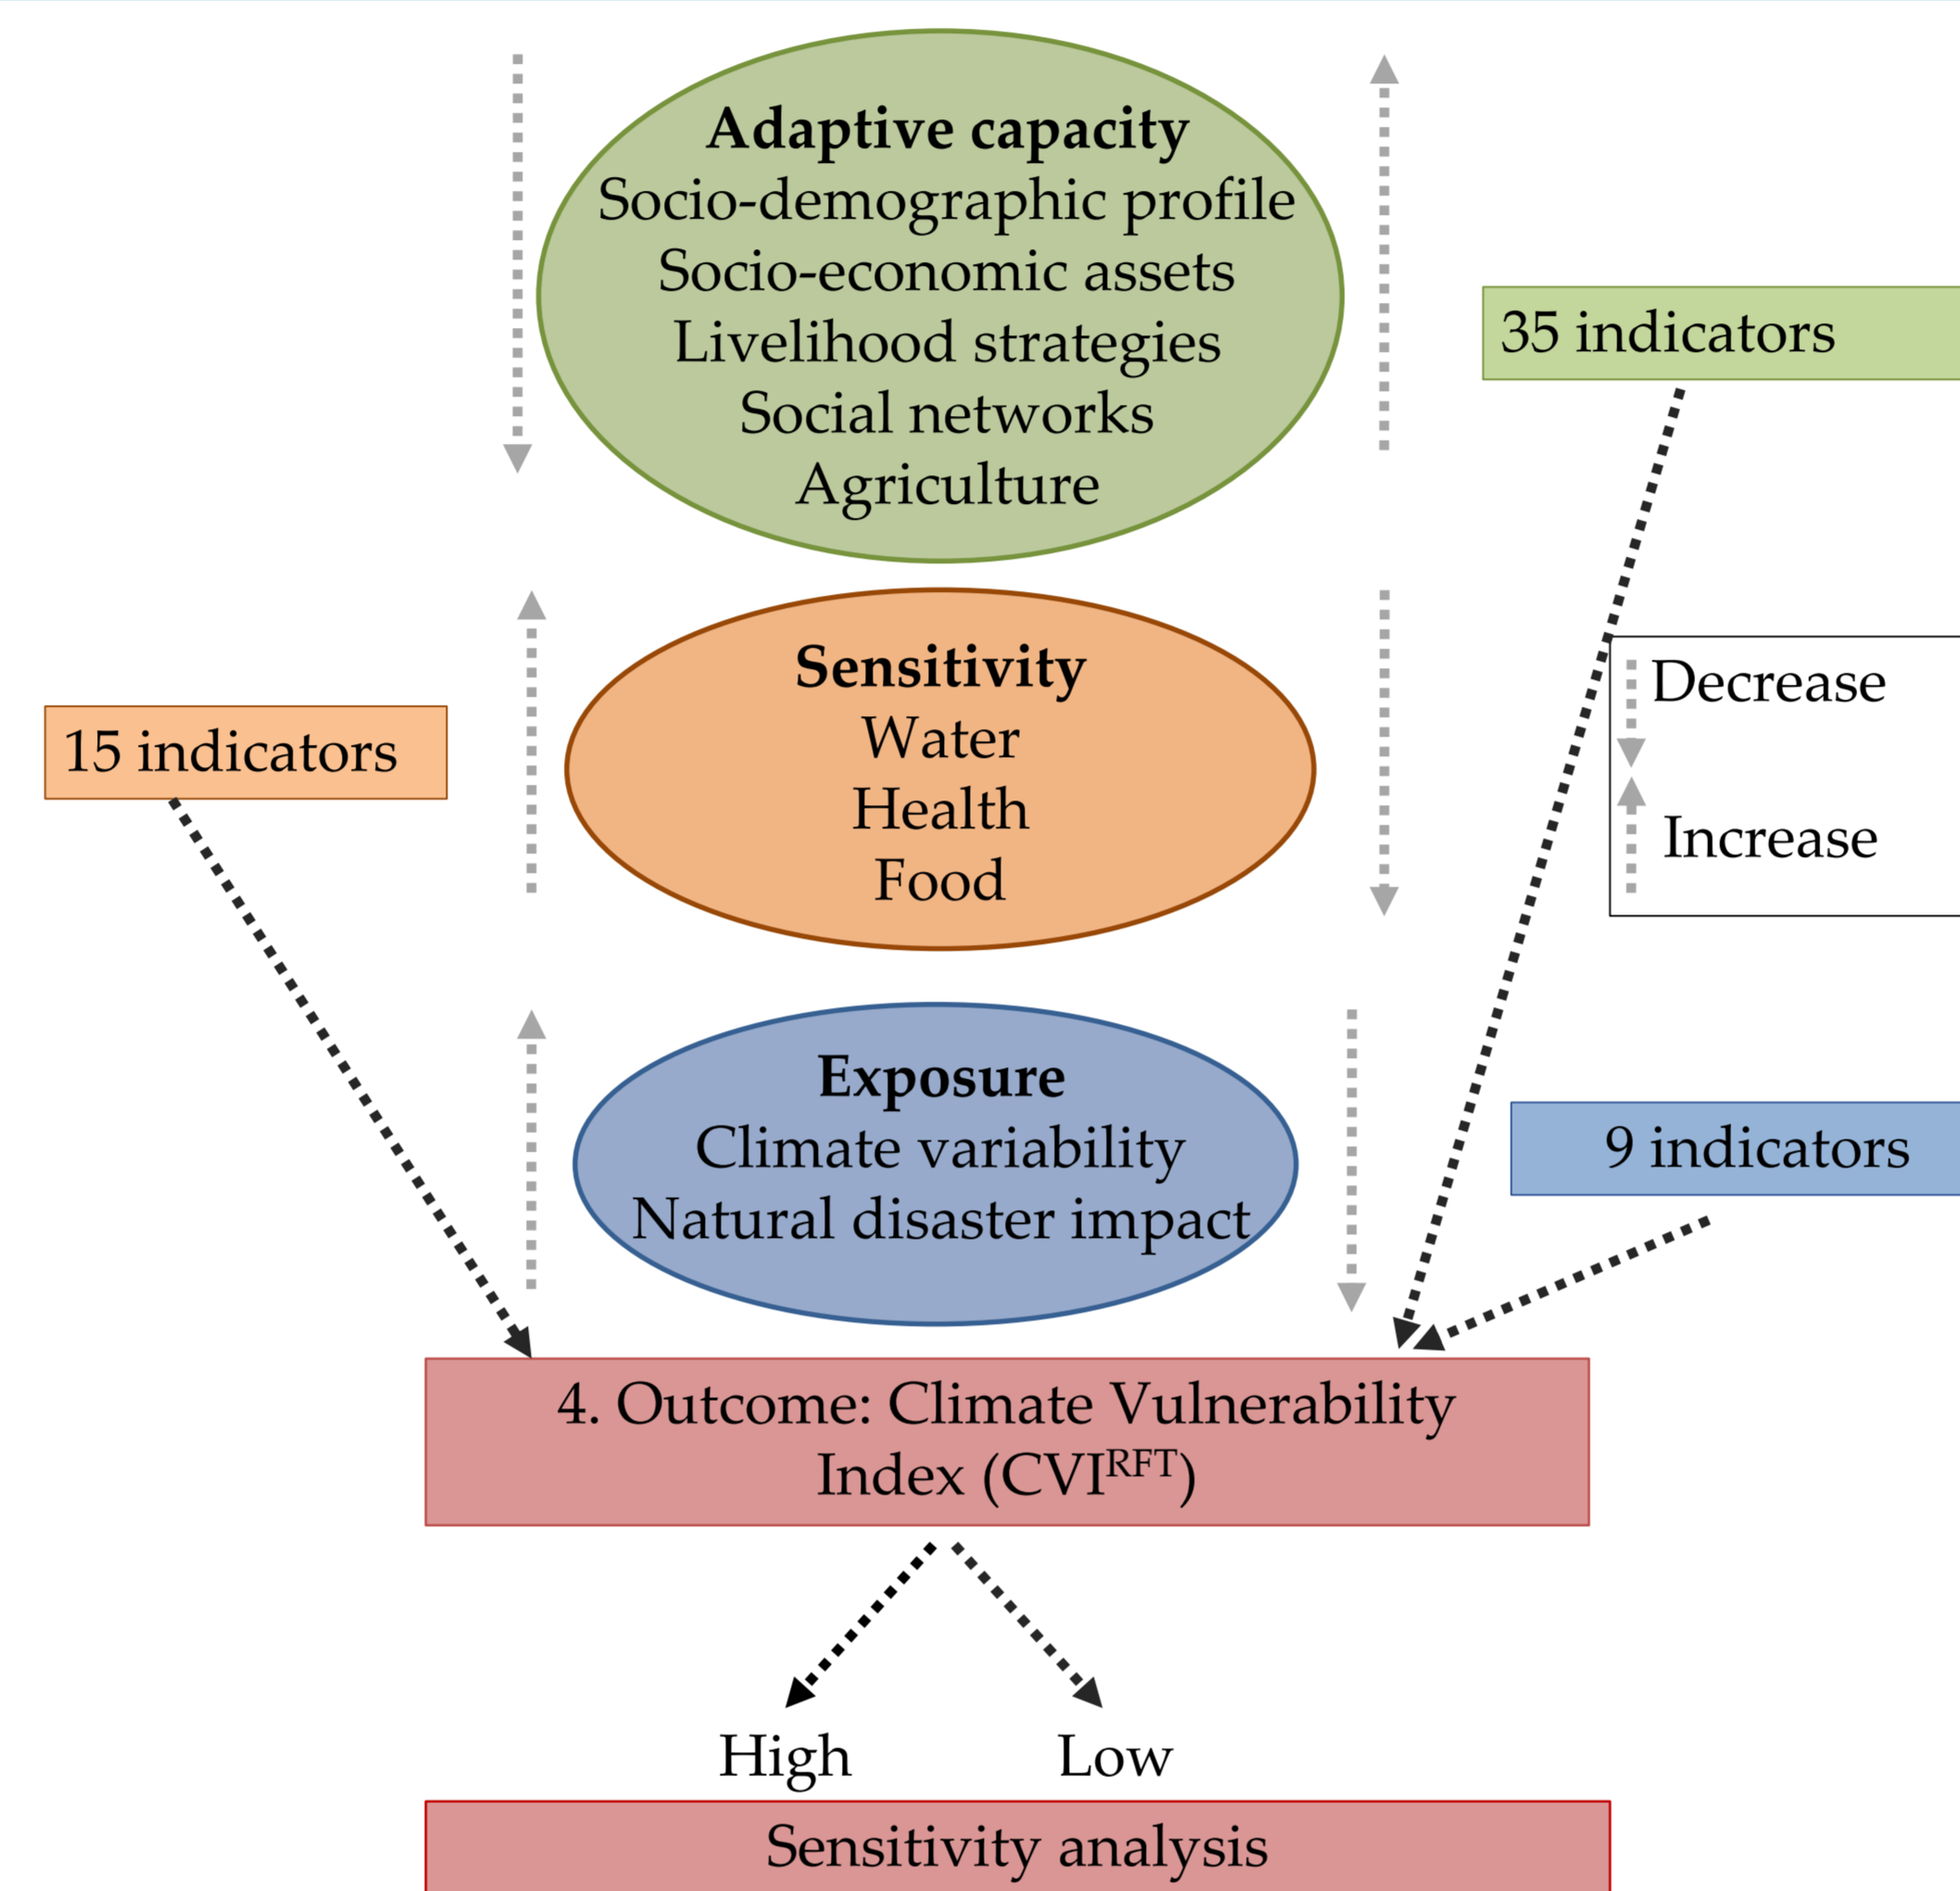 Adaptive capacity
Socio-demographic profile
Socio-economic assets
Livelihood strategies
Social networks
Agriculture
35 indicators
Sensitivity
Water
Health
Food
15 indicators
Decrease
Increase
Exposure
Climate variability
Natural disaster impact
9 indicators
4. Outcome: Climate Vulnerability
Index (CVIᴿᶠᵀ)
High
Low
Sensitivity analysis